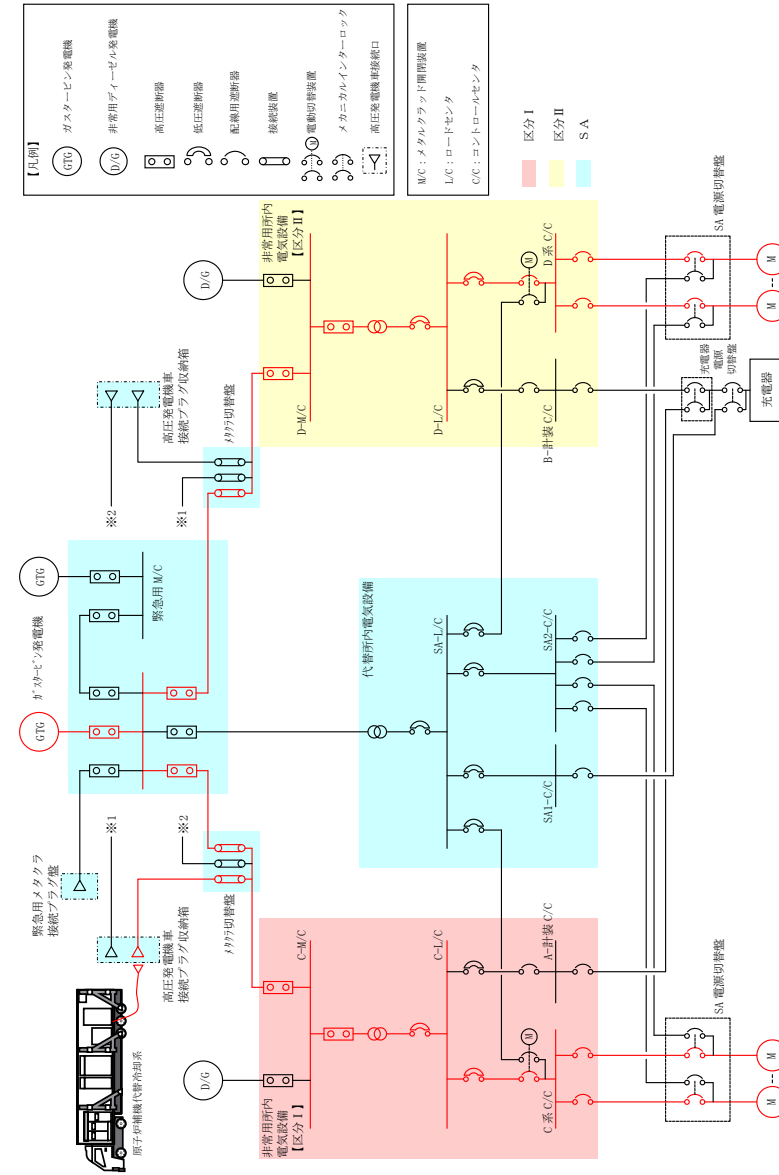 【凡例】
GTG
ガスタービン発電機
D/G
非常用ディーゼル発電機
高圧遮断器
低圧遮断器
配線用遮断器
接続装置
M
電動切替装置
メカニカルインターロック
高圧発電機車接続口
M/C：メタルクラッド開閉装置
L/C：ロードセンタ
C/C：コントロールセンタ
区分Ⅰ
区分Ⅱ
ＳＡ
原子炉補機代替冷却系
緊急用メタクラ
接続プラグ盤
高圧発電機車
接続プラグ収納箱
※1
※2
ﾒﾀｸﾗ切替盤
ｶﾞｽﾀｰﾋﾞﾝ発電機
GTG
GTG
緊急用 M/C
高圧発電機車
接続プラグ収納箱
※2
※1
ﾒﾀｸﾗ切替盤
D/G
非常用所内
電気設備
【区分Ⅰ】
C-M/C
C-L/C
M
C 系 C/C
A-計装 C/C
代替所内電気設備
SA-L/C
SA1-C/C
SA2-C/C
D/G
非常用所内
電気設備
【区分Ⅱ】
D-M/C
D-L/C
M
B-計装 C/C
D 系 C/C
SA 電源切替盤
M
M
充電器
電源
切替盤
充電器
SA 電源切替盤
M
M